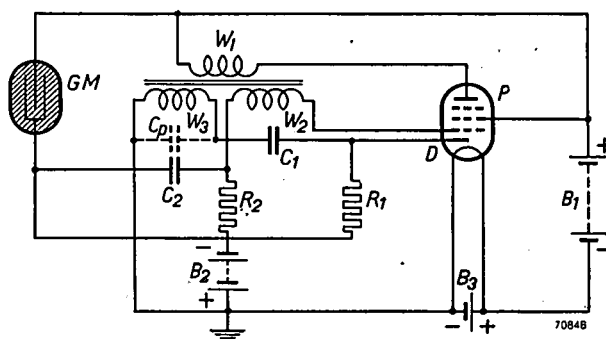 W1
GM
P
W3
W2
Cp
C1
D
C2
R2
R1
+
B1
-
-
B2
+
B3
- +
7084B